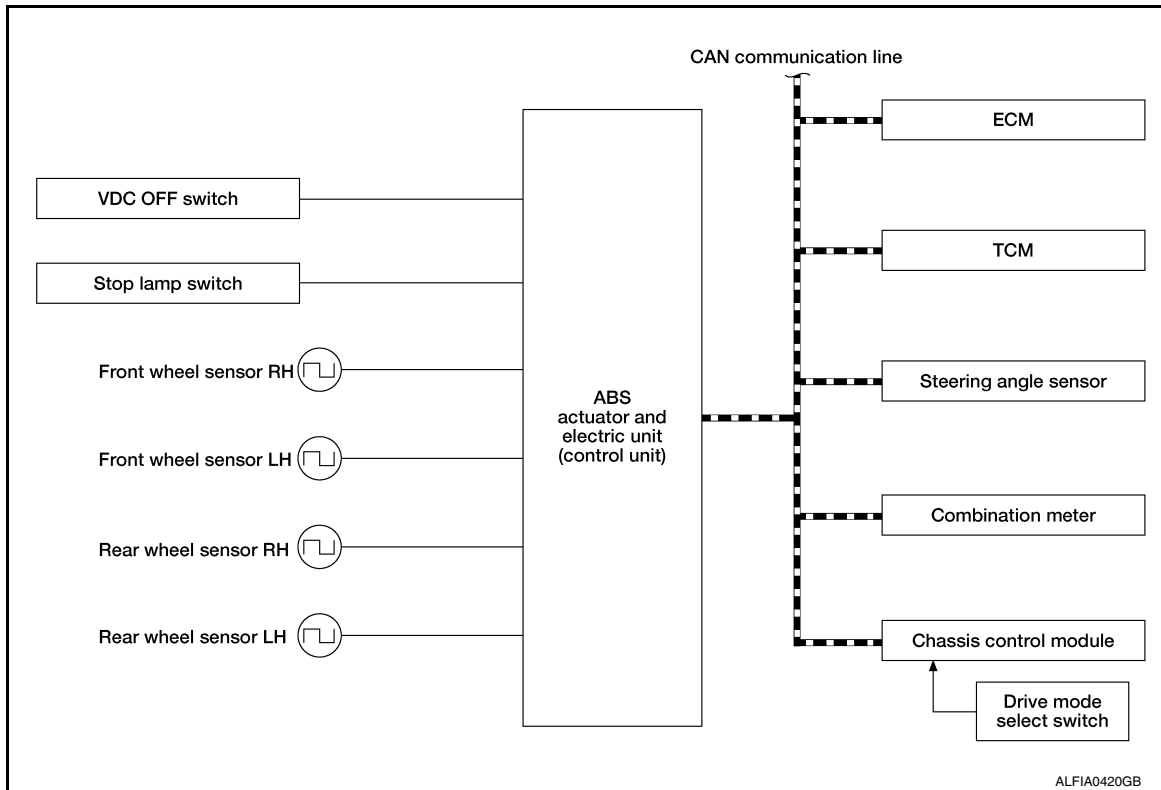 CAN communication line
VDC OFF switch
Stop lamp switch
Front wheel sensor RH
Front wheel sensor LH
Rear wheel sensor RH
Rear wheel sensor LH
ABS
actuator and
electric unit
(control unit)
ECM
TCM
Steering angle sensor
Combination meter
Chassis control module
Drive mode
select switch
ALFIA0420GB